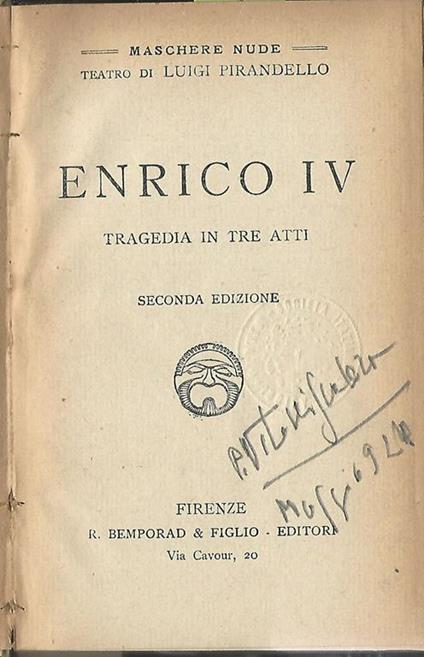 MASCHERE NUDE
TEATRO DI LUIGI PIRANDELLO
ENRICO IV
TRAGEDIA IN TRE ATTI
SECONDA EDIZIONE
FIRENZE
R. BEMPORAD & FIGLIO - EDITORI
Via Cavour, 20